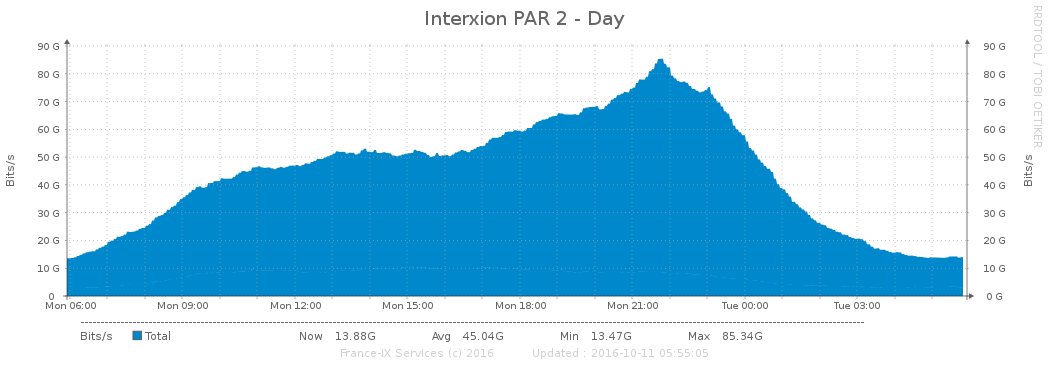 Interxion PAR 2 - Day
RRDTOOL / TOBI OETIKER
Bits/s
90 G 90 G
80 G 80 G
70 G 70 G
60 G 60 G
50 G 50 G
40 G 40 G
30 G 30 G
20 G 20 G
10 G 10 G
0 0 G
Bits/s
Mon 06:00 Mon 09:00 Mon 12:00 Mon 15:00 Mon 18:00 Mon 21:00 Tue 00:00 Tue 03:00
Bits/s Total Now 13.88G Avg 45.04G Min 13.47G Max 85.34G
France-IX Services (c) 2016 Updated : 2016-10-11 05:55:05